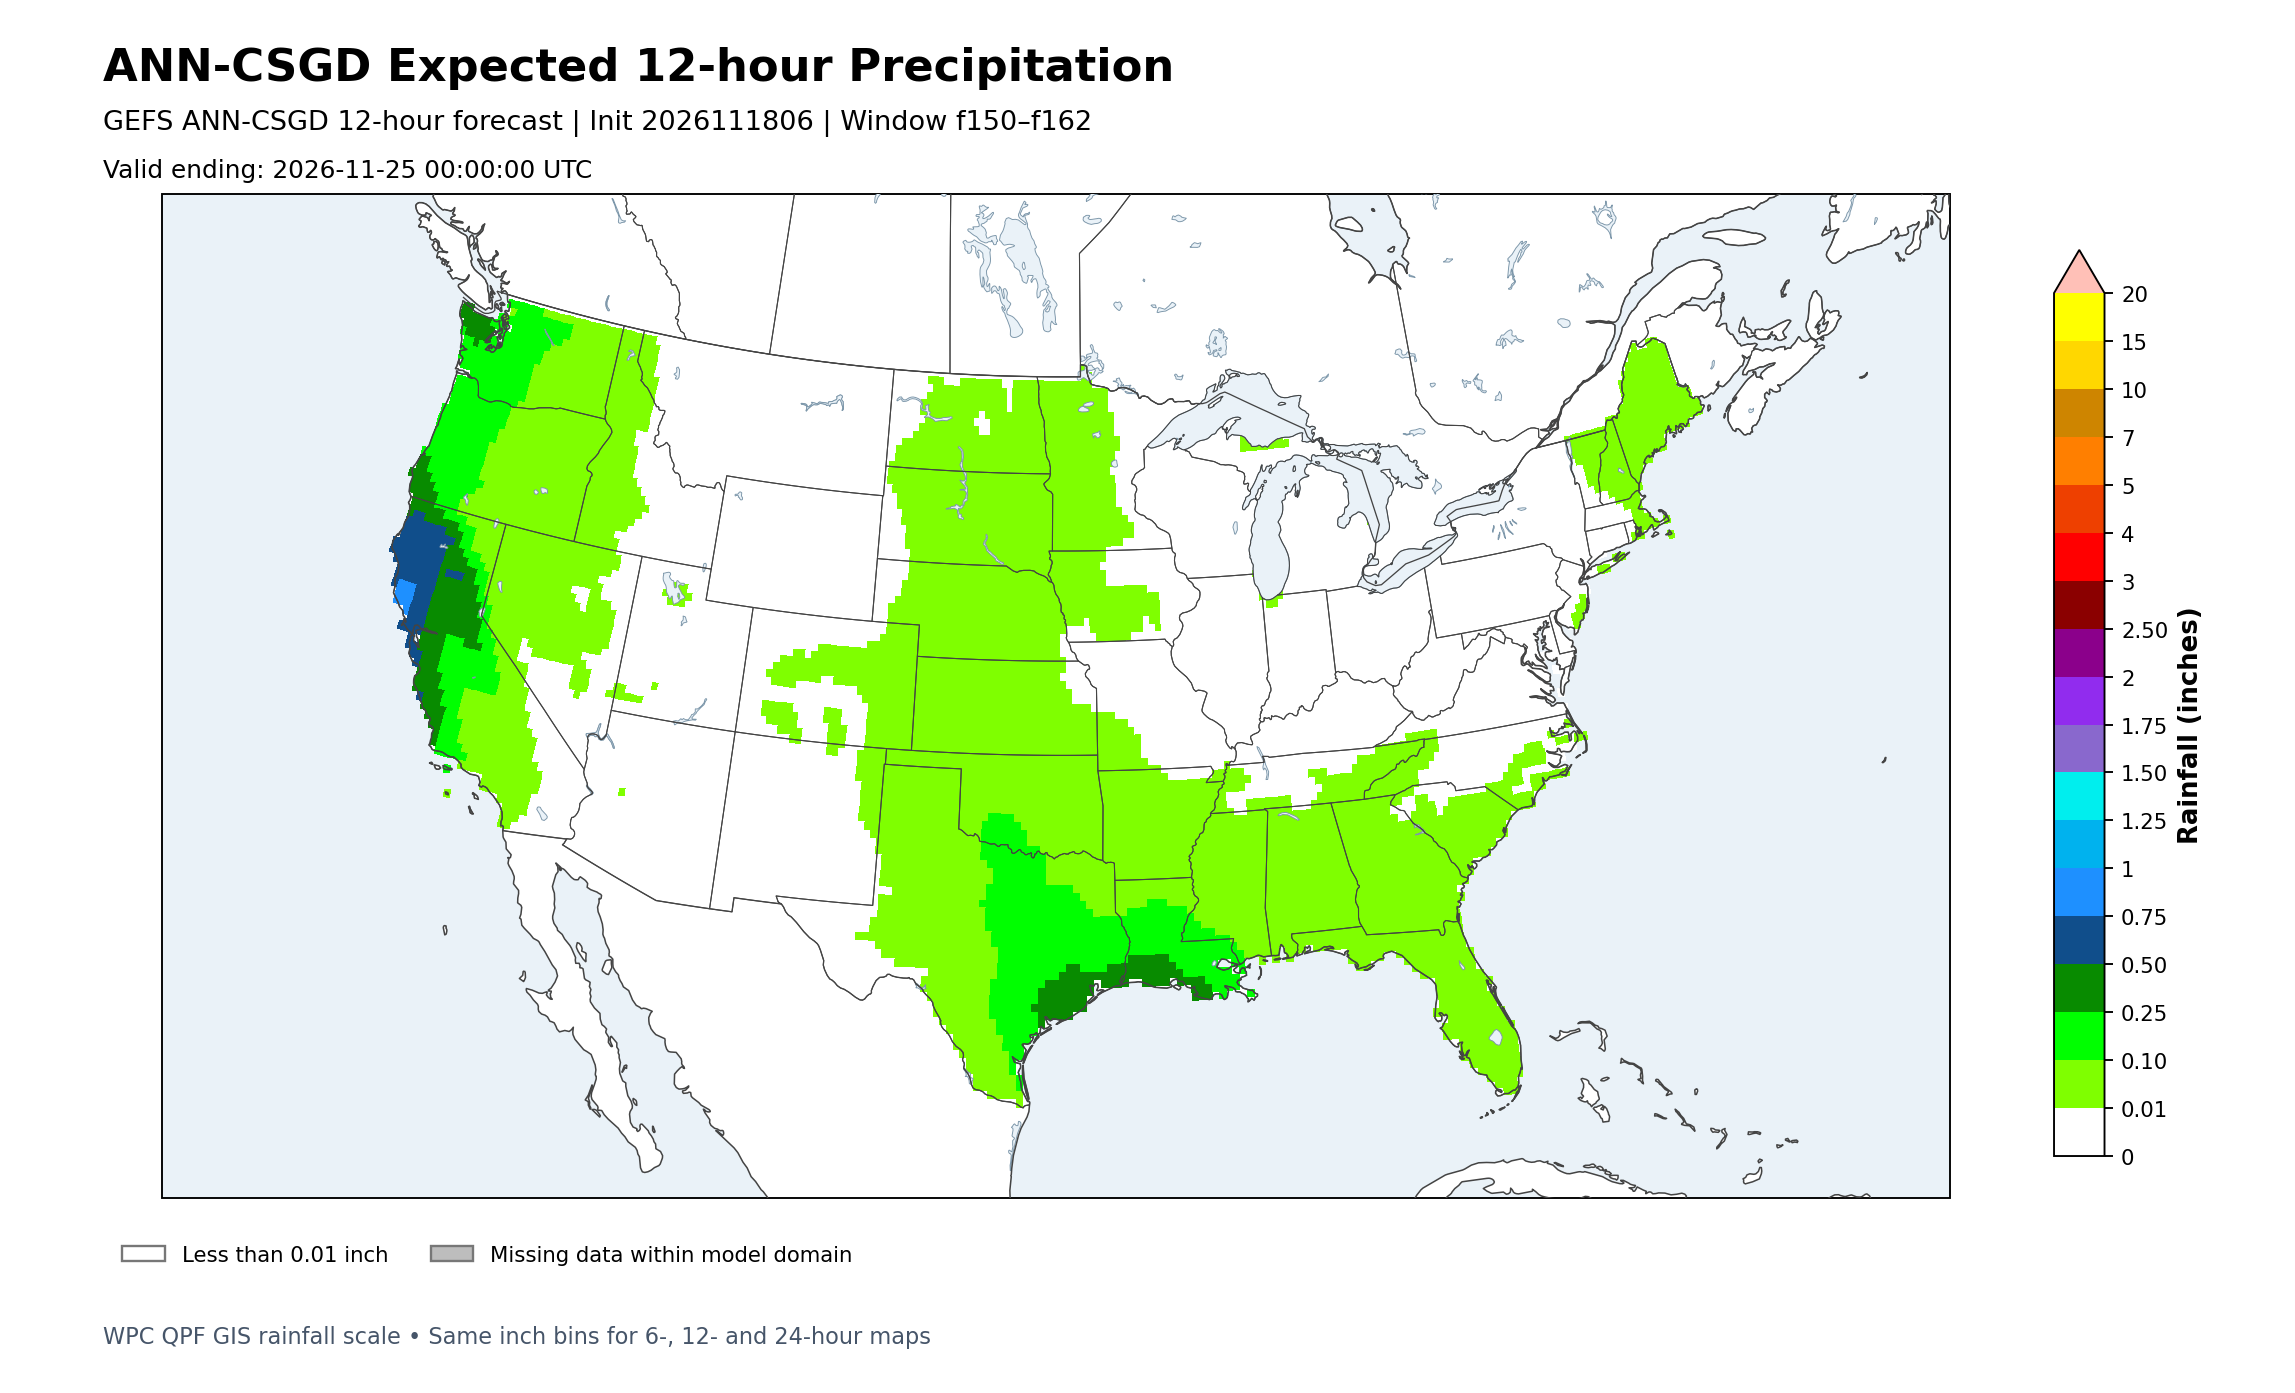 ANN-CSGD Expected 12-hour Precipitation
GEFS ANN-CSGD 12-hour forecast | Init 2026111806 | Window f150–f162
Valid ending: 2026-11-25 00:00:00 UTC
20
15
10
7
5
4
3
2.50
2
1.75
1.50
1.25
1
0.75
0.50
0.25
0.10
0.01
0
Rainfall (inches)
Less than 0.01 inch
Missing data within model domain
WPC QPF GIS rainfall scale • Same inch bins for 6-, 12- and 24-hour maps